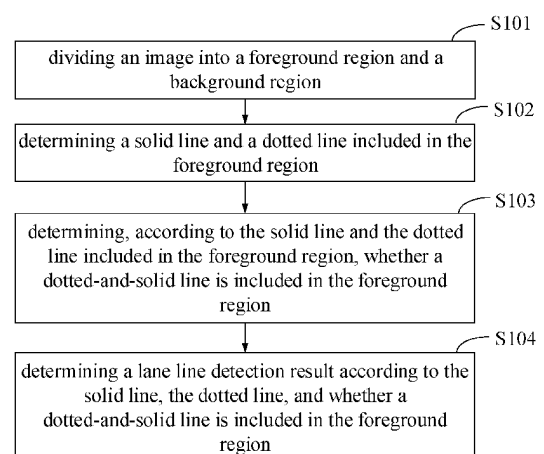 S101
dividing an image into a foreground region and a
background region
S102
determining a solid line and a dotted line included in the
foreground region
S103
determining, according to the solid line and the dotted
line included in the foreground region, whether a
dotted-and-solid line is included in the foreground
region
S104
determining a lane line detection result according to the
solid line, the dotted line, and whether a
dotted-and-solid line is included in the foreground
region